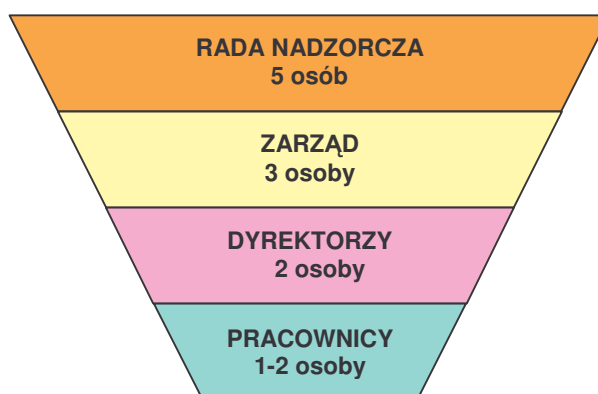 RADA NADZORCZA
5 osób
ZARZĄD
3 osoby
DYREKTORZY
2 osoby
PRACOWNICY
1-2 osoby